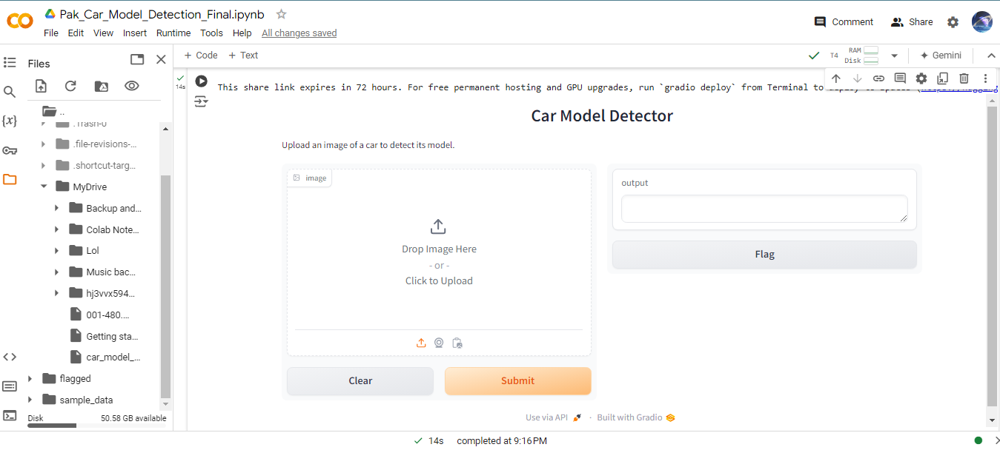 Pak_Car_Model_Detection_Final.ipynb
File Edit View Insert Runtime Tools Help All changes saved
Comment
Share
Files
+ Code + Text
T4 RAM
Disk
Gemini
14s
This share link expires in 72 hours. For free permanent hosting and GPU upgrades, run `gradio deploy` from Terminal to
Car Model Detector
Upload an image of a car to detect its model.
image
Drop Image Here
- or -
Click to Upload
Clear
Submit
output
Flag
Use via API · Built with Gradio
{x}
..
.file-revisions-...
.shortcut-targ...
MyDrive
Backup and...
Colab Note...
Lol
Music bac...
hj3vvx594...
001-480....
Getting sta...
car_model_...
flagged
sample_data
Disk 50.58 GB available
14s completed at 9:16 PM